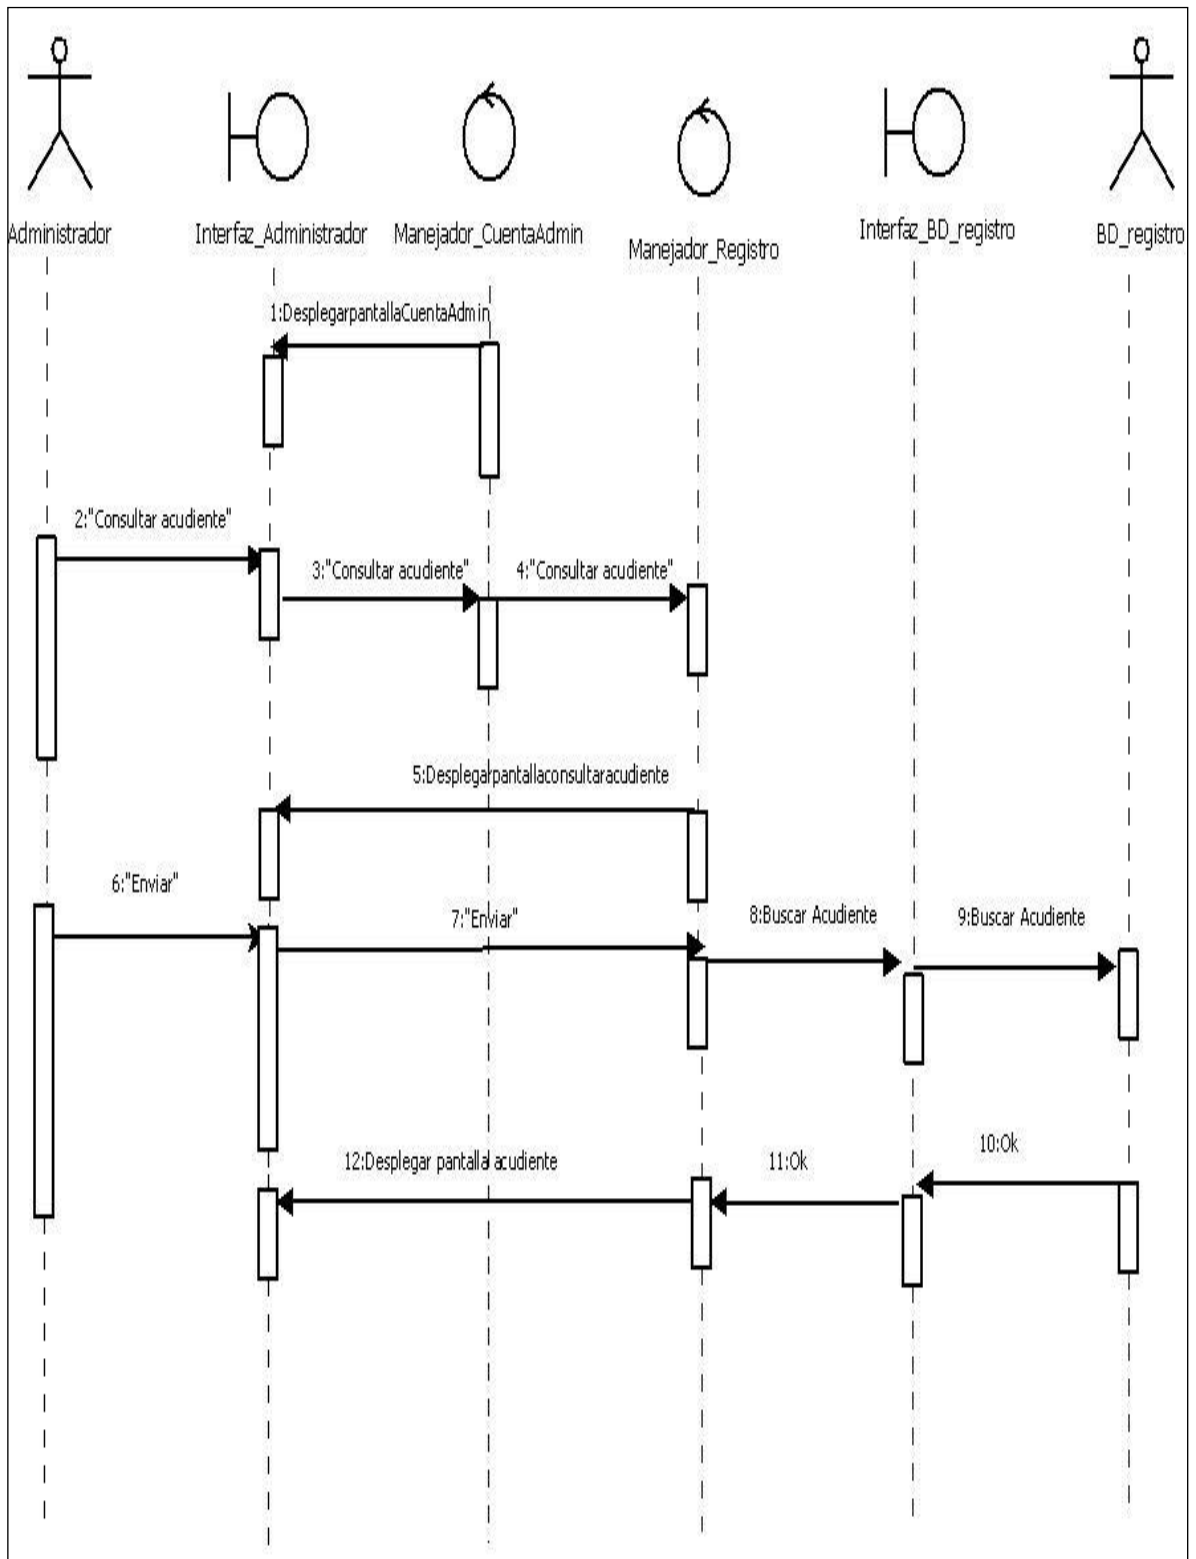 Administrador
Interfaz_Administrador
Manejador_CuentaAdmin
Manejador_Registro
Interfaz_BD_registro
BD_registro
1:DesplegarpantallaCuentaAdmin
2:"Consultar acudiente"
3:"Consultar acudiente"
4:"Consultar acudiente"
5:Desplegarpantallaconsultaracudiente
6:"Enviar"
7:"Enviar"
8:Buscar Acudiente
9:Buscar Acudiente
10:Ok
11:Ok
12:Desplegar pantalla acudiente